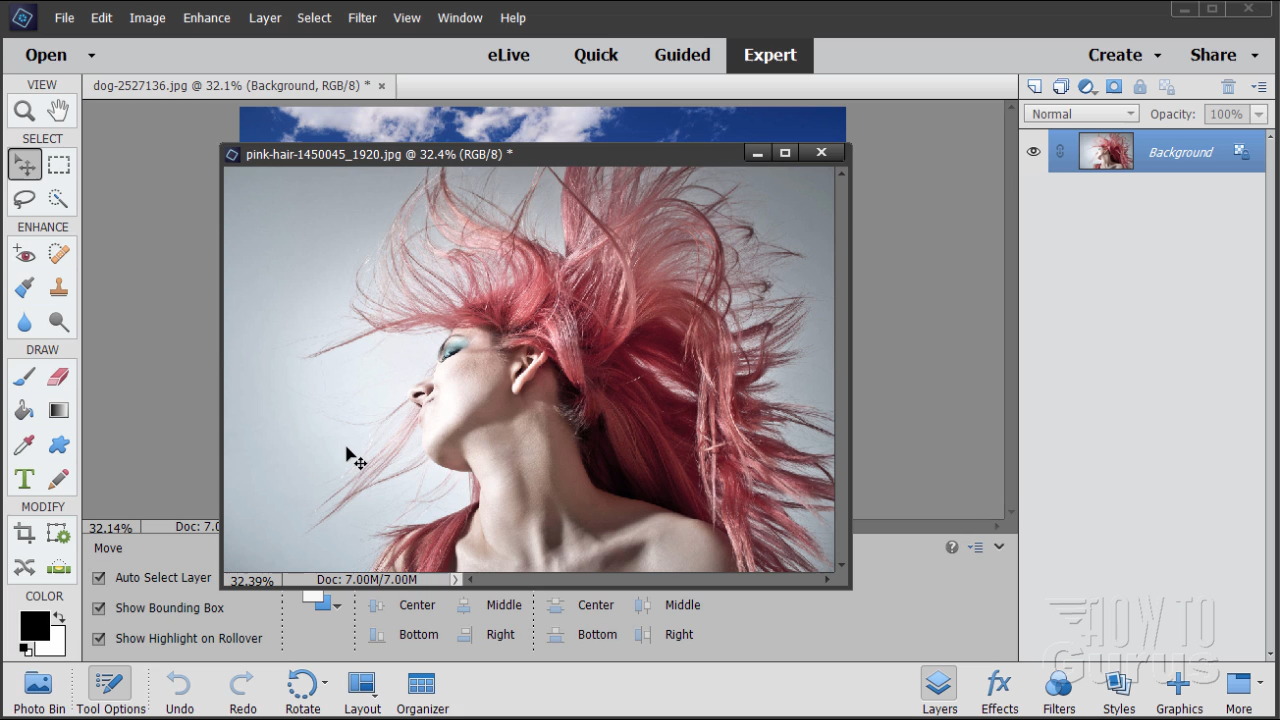 File Edit Image Enhance Layer Select Filter View Window Help
Open eLive Quick Guided Expert Create Share
VIEW
dog-2527136.jpg @ 32.1% (Background, RGB/8) * ×
Normal Opacity: 100%
SELECT
pink-hair-1450045_1920.jpg @ 32.4% (RGB/8) *
Background
ENHANCE
DRAW
T
MODIFY
32.14% Doc: 7.0
Move
Auto Select Layer
32.39% Doc: 7.00M/7.00M
COLOR
Show Bounding Box
Center Middle Center Middle
Show Highlight on Rollover
Bottom Right Bottom Right
HOW TO
Gurus
fx
Photo Bin Tool Options Undo Redo Rotate Layout Organizer Layers Effects Filters Styles Graphics More